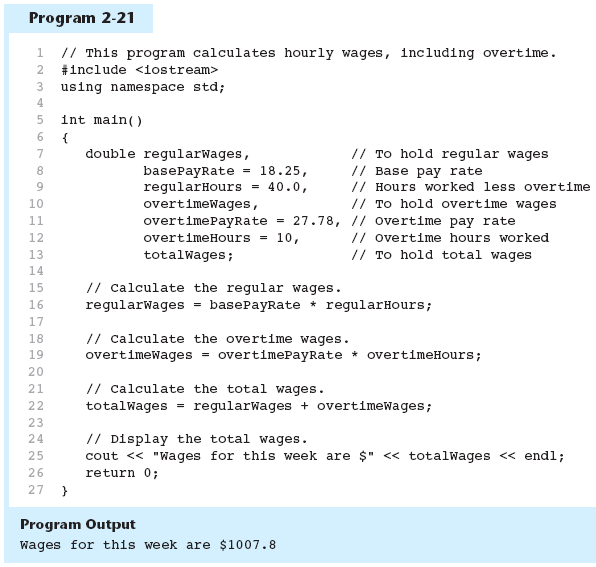 Program 2-21
1 // This program calculates hourly wages, including overtime.
2 #include <iostream>
3 using namespace std;
4
5 int main()
6 {
7 double regularWages, // To hold regular wages
8 basePayRate = 18.25, // Base pay rate
9 regularHours = 40.0, // Hours worked less overtime
10 overtimeWages, // To hold overtime wages
11 overtimePayRate = 27.78, // Overtime pay rate
12 overtimeHours = 10, // Overtime hours worked
13 totalWages; // To hold total wages
14
15 // Calculate the regular wages.
16 regularWages = basePayRate * regularHours;
17
18 // Calculate the overtime wages.
19 overtimeWages = overtimePayRate * overtimeHours;
20
21 // Calculate the total wages.
22 totalWages = regularWages + overtimeWages;
23
24 // Display the total wages.
25 cout << "Wages for this week are $" << totalWages << endl;
26 return 0;
27 }
Program Output
Wages for this week are $1007.8